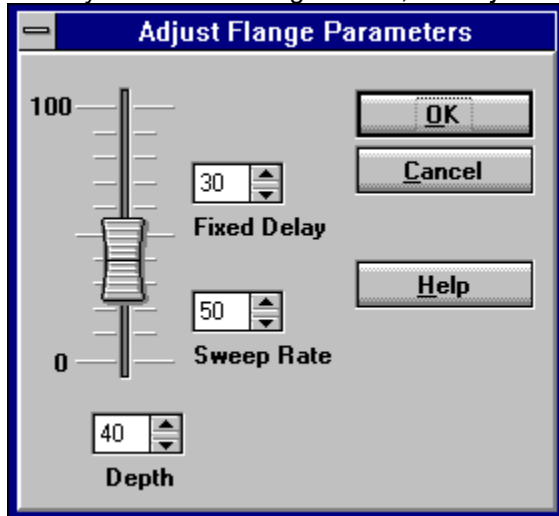 Adjust Flange Parameters
100
OK
30
Cancel
Fixed Delay
50
Help
Sweep Rate
0
40
Depth